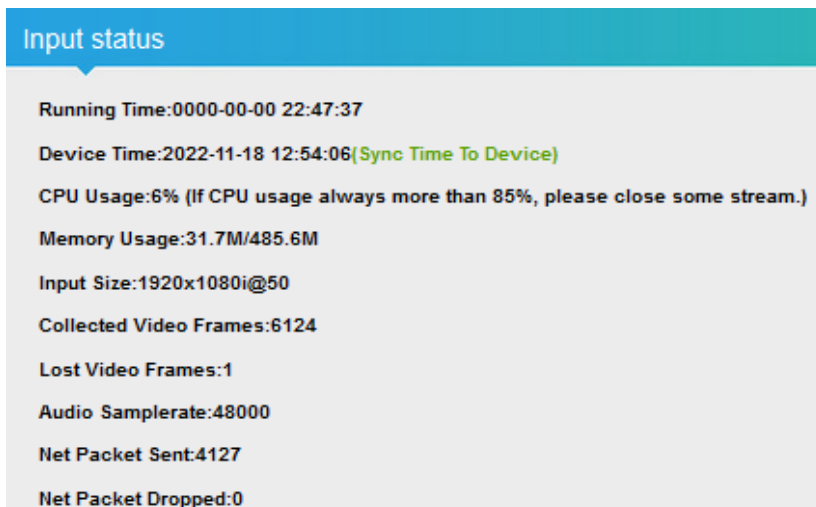 Input status
Running Time:0000-00-00 22:47:37
Device Time:2022-11-18 12:54:06(Sync Time To Device)
CPU Usage:6% (If CPU usage always more than 85%, please close some stream.)
Memory Usage:31.7M/485.6M
Input Size:1920x1080i@50
Collected Video Frames:6124
Lost Video Frames:1
Audio Samplerate:48000
Net Packet Sent:4127
Net Packet Dropped:0